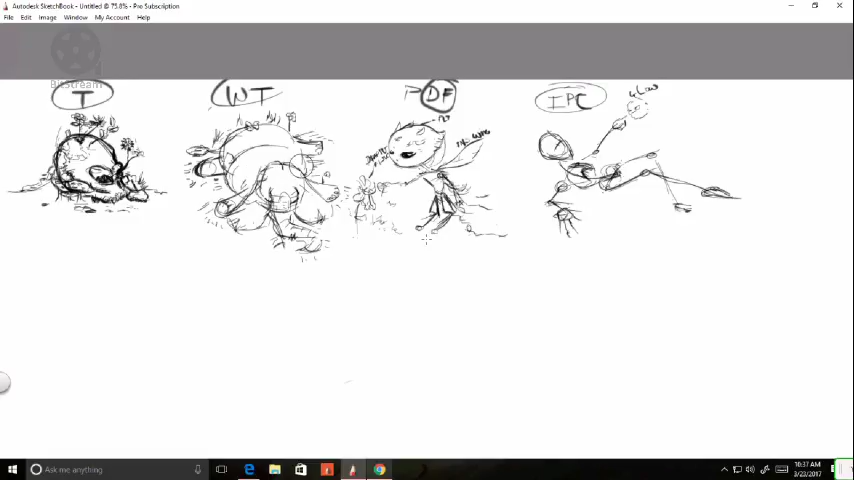 Autodesk SketchBook - Untitled @ 75.8% - Pro Subscription
File Edit Image Window My Account Help
BitStream
T WT DF IPC
Glow
Ask me anything
10:37 AM
3/23/2017